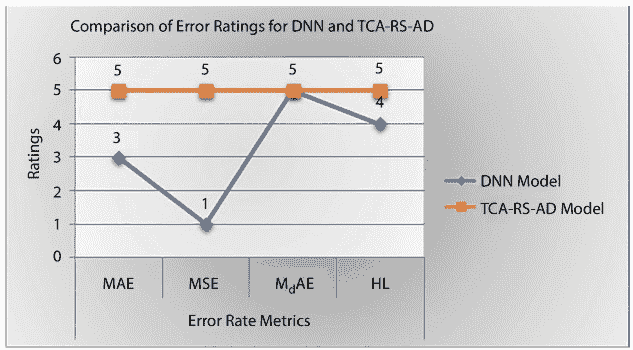 Comparison of Error Ratings for DNN and TCA-RS-AD
6
5
4
3
2
1
0
Ratings
5
5
5
5
3
1
4
MAE
MSE
MdAE
HL
Error Rate Metrics
DNN Model
TCA-RS-AD Model